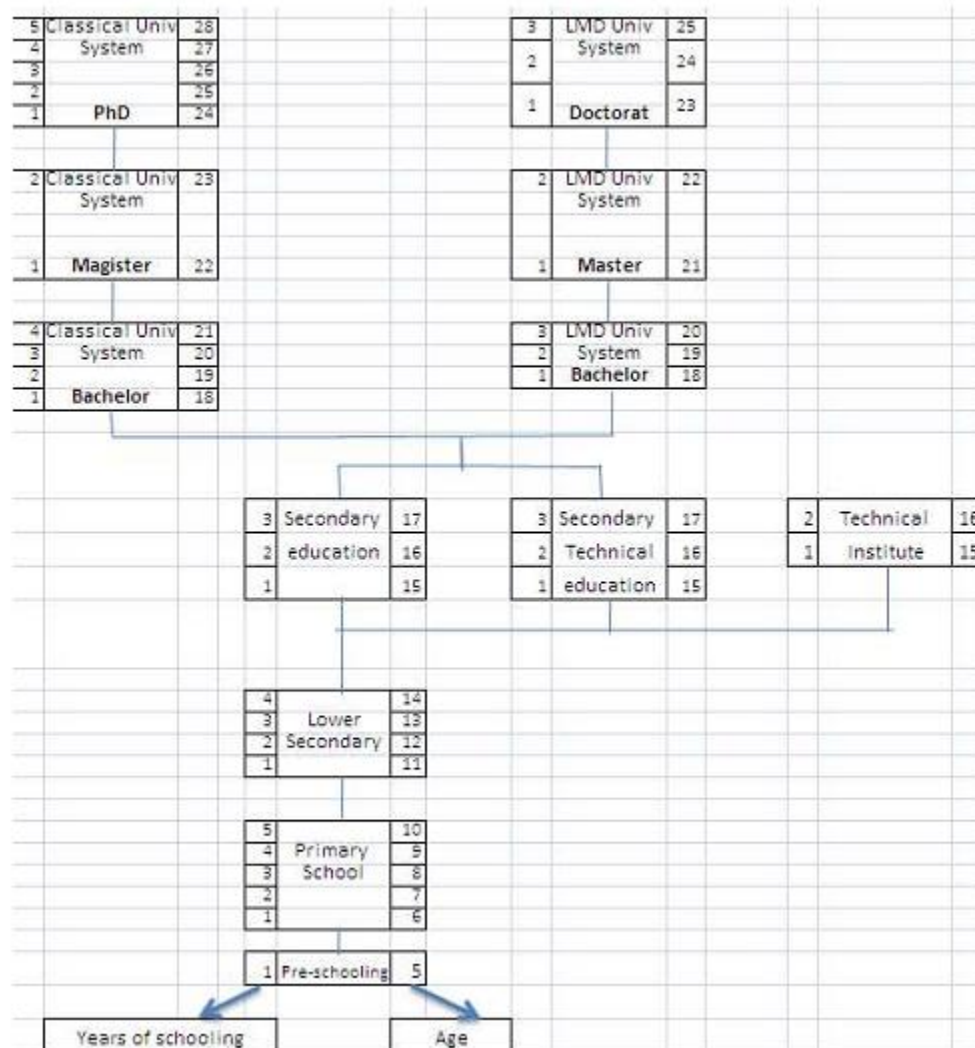 5 Classical Univ 28
4 System 27
3 26
2 25
1 PhD 24
3 LMD Univ 25
2 System 24
1 Doctorat 23
2 Classical Univ 23
System
1 Magister 22
2 LMD Univ 22
System
1 Master 21
4 Classical Univ 21
3 System 20
2 19
1 Bachelor 18
3 LMD Univ 20
2 System 19
1 Bachelor 18
3 Secondary 17
2 education 16
1 15
3 Secondary 17
2 Technical 16
1 education 15
2 Technical 16
1 Institute 15
4 14
3 Lower 13
2 Secondary 12
1 11
5 10
4 Primary 9
3 School 8
2 7
1 6
1 Pre-schooling 5
Years of schooling
Age